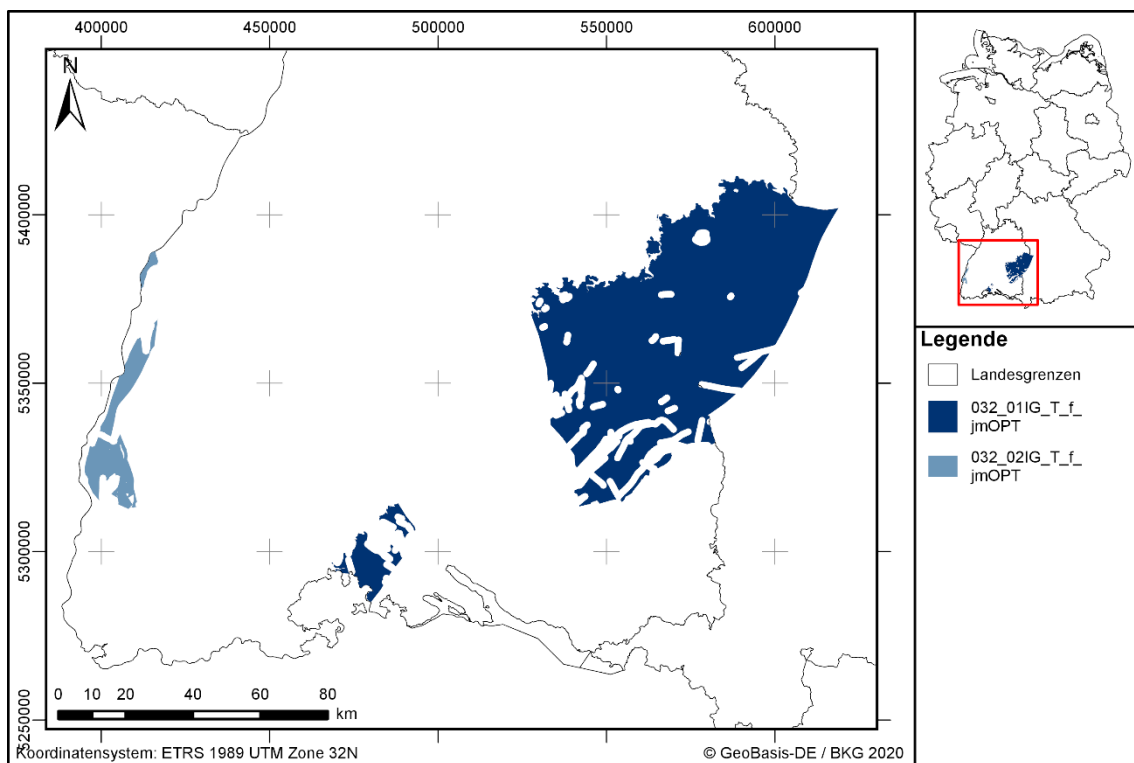 400000 450000 500000 550000 600000
N
5400000
5350000
5300000
5250000
0 10 20 40 60 80
km
Koordinatensystem: ETRS 1989 UTM Zone 32N
© GeoBasis-DE / BKG 2020
Legende
Landesgrenzen
032_01IG_T_f_
jmOPT
032_02IG_T_f_
jmOPT